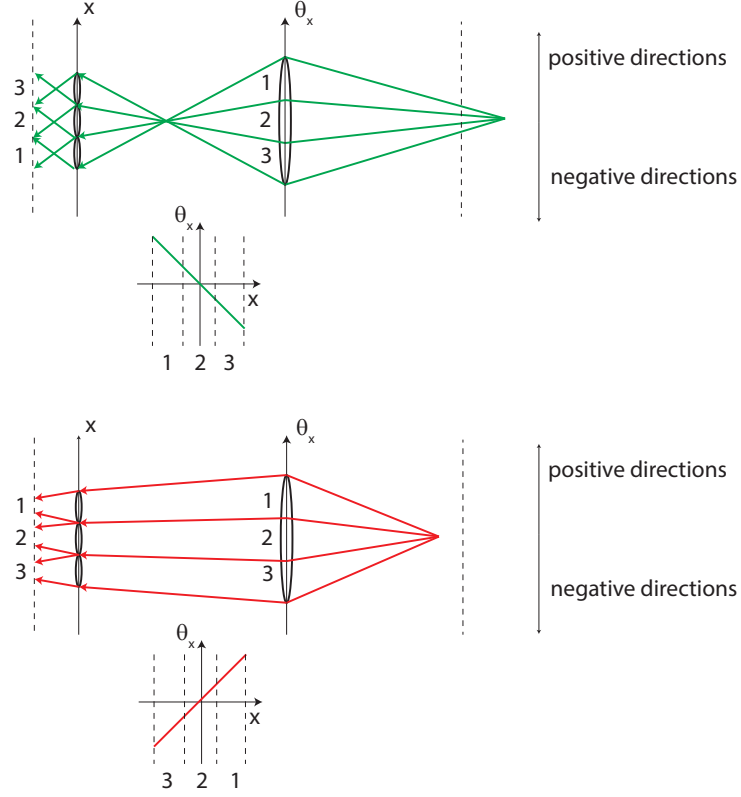 x
θx
positive directions
3
2
1
1
2
3
negative directions
θx
x
1 2 3
x
θx
positive directions
1
2
3
1
2
3
negative directions
θx
x
3 2 1